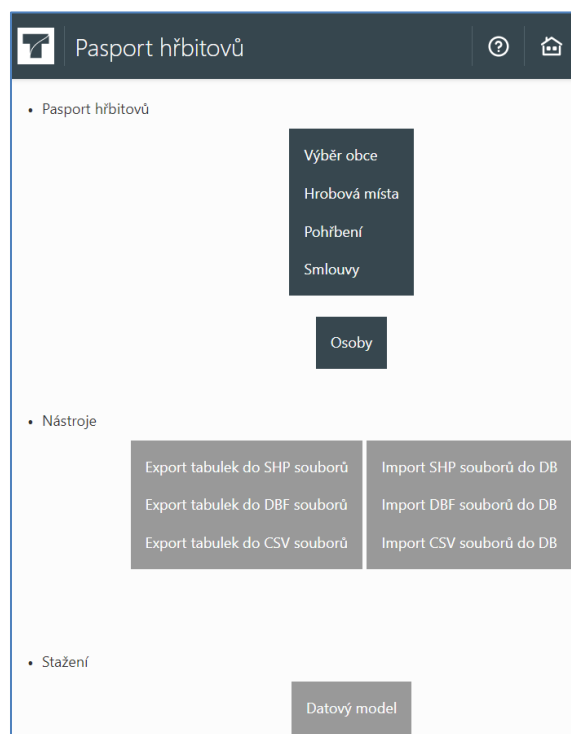 Pasport hřbitovů
• Pasport hřbitovů
Výběr obce
Hrobová místa
Pohřbení
Smlouvy
Osoby
• Nástroje
Export tabulek do SHP souborů
Import SHP souborů do DB
Export tabulek do DBF souborů
Import DBF souborů do DB
Export tabulek do CSV souborů
Import CSV souborů do DB
• Stažení
Datový model